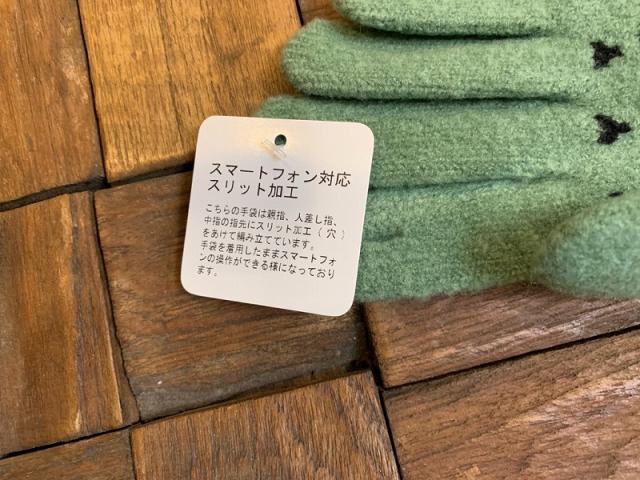 スマートフォン対応
スリット加工
こちらの手袋は親指、人差し指、
中指の指先にスリット加工（穴）
をあけて編み立てています。
手袋を着用したままスマートフォ
ンの操作ができる様になっており
ます。